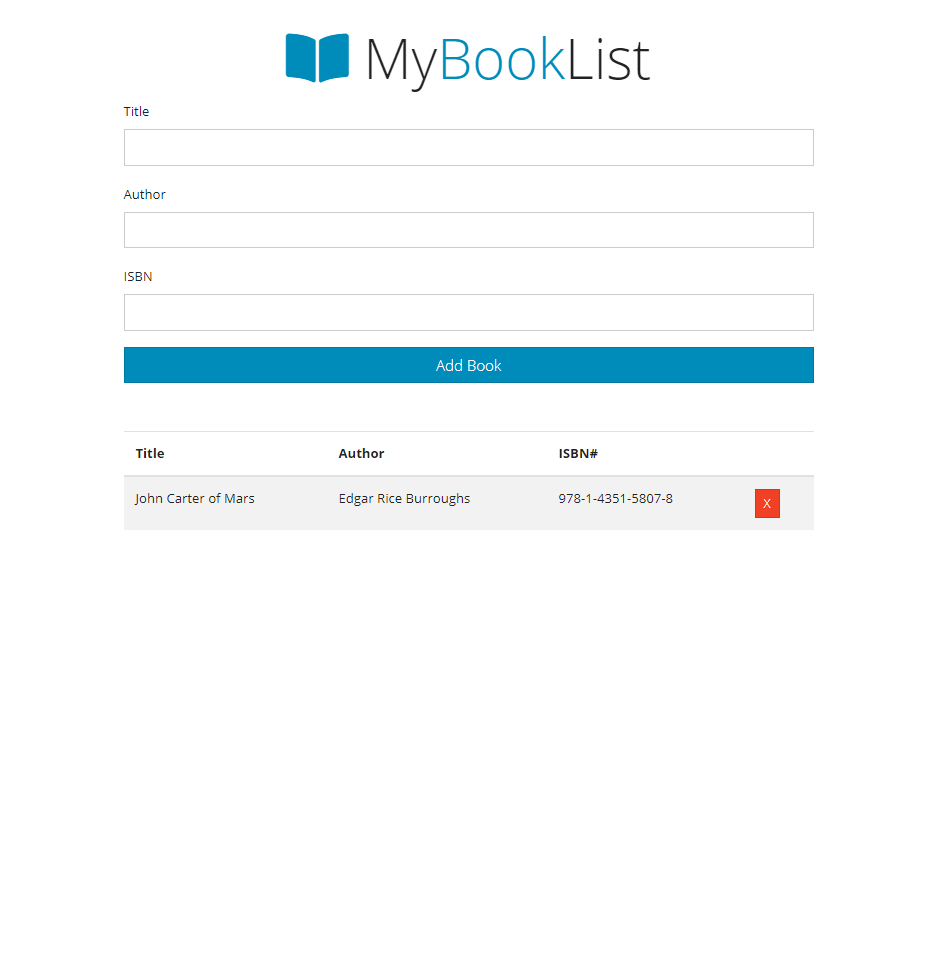 MyBookList
Title
Author
ISBN
Add Book
Title Author ISBN#
John Carter of Mars Edgar Rice Burroughs 978-1-4351-5807-8 X